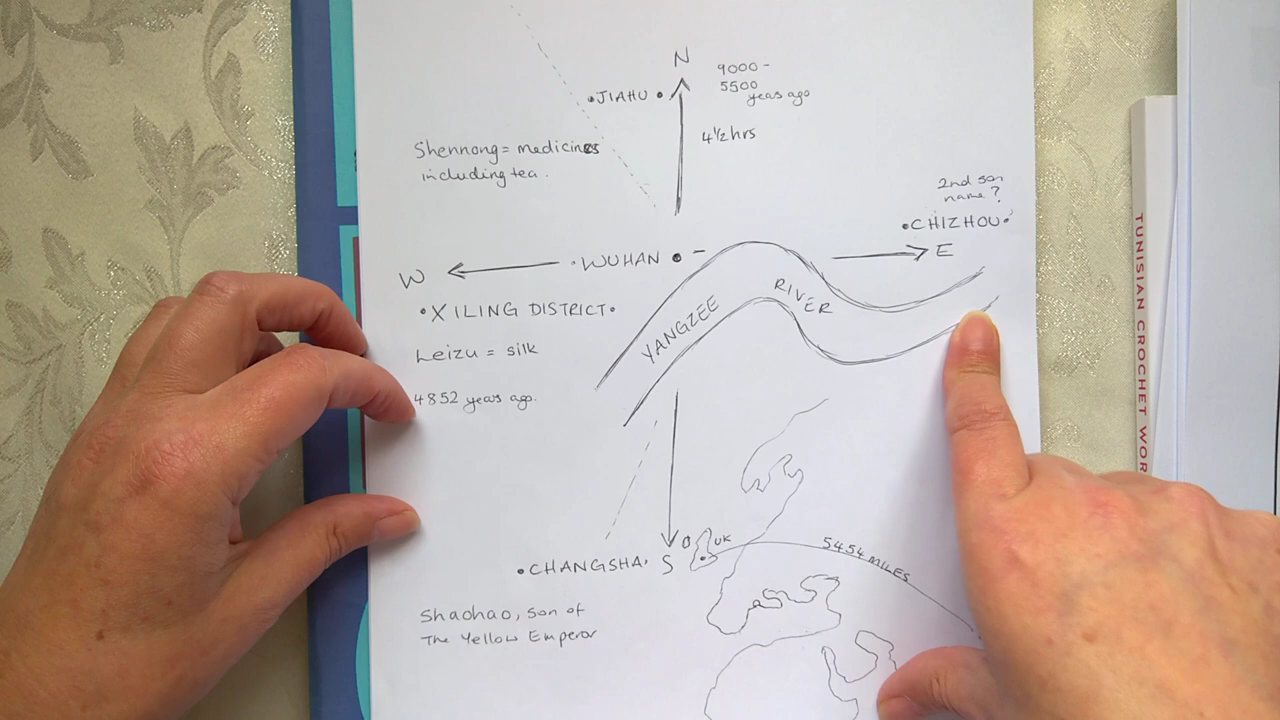 N
9000-
5500
years ago
•JIAHU •
4½hrs
Shennong = medicines
including tea.
2nd son
name?
•CHIZHOU•
•WUHAN •
E
W
•XILING DISTRICT•
YANGZEE
RIVER
Leizu = silk
4852 years ago.
•CHANGSHA•
S
UK
5454 MILES
Shaohao, son of
The Yellow Emperor
TUNISIAN CROCHET WOR